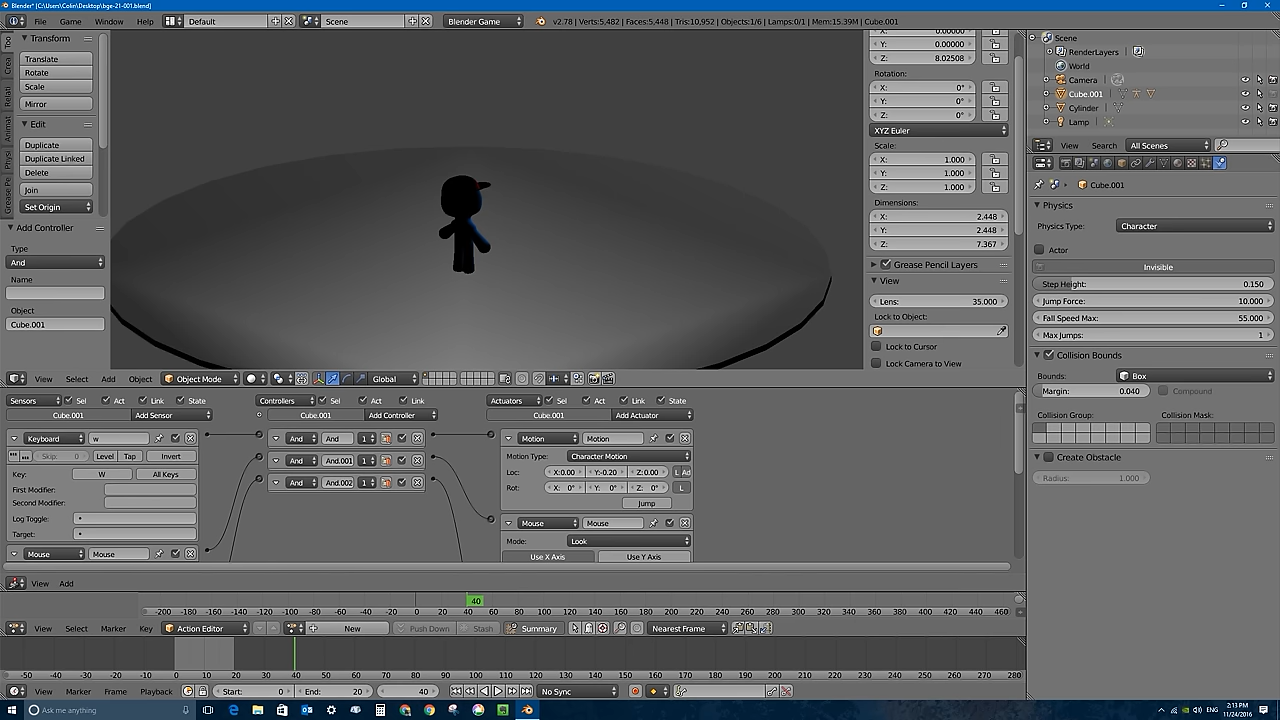 Blender* [C:\Users\Colin\Desktop\bge-21-001.blend]
File Game Window Help Default Scene Blender Game v2.78 | Verts:5,482 | Faces:5,448 | Tris:10,952 | Objects:1/6 | Lamps:0/1 | Mem:15.39M | Cube.001
Transform
Translate
Rotate
Scale
Mirror
Edit
Duplicate
Duplicate Linked
Delete
Join
Set Origin
Add Controller
Type
And
Name
Object
Cube.001
Too
Crea
Relati
Animat
Physi
Grease Pe
X: 0.00000
Y: 0.00000
Z: 8.02508
Rotation:
X: 0°
Y: 0°
Z: 0°
XYZ Euler
Scale:
X: 1.000
Y: 1.000
Z: 1.000
Dimensions:
X: 2.448
Y: 2.448
Z: 7.367
Grease Pencil Layers
View
Lens: 35.000
Lock to Object:
Lock to Cursor
Lock Camera to View
Scene
RenderLayers
World
Camera
Cube.001
Cylinder
Lamp
View Search All Scenes
Cube.001
Physics
Physics Type: Character
Actor
Invisible
Step Height: 0.150
Jump Force: 10.000
Fall Speed Max: 55.000
Max Jumps: 1
Collision Bounds
Bounds: Box
Margin: 0.040 Compound
Collision Group: Collision Mask:
Create Obstacle
Radius: 1.000
View Select Add Object Object Mode Global
Sensors Sel Act Link State Controllers Sel Act Link Actuators Sel Act Link State
Cube.001 Add Sensor Cube.001 Add Controller Cube.001 Add Actuator
Keyboard w And And 1 Motion Motion
Skip: 0 Level Tap Invert And And.001 1 Motion Type: Character Motion
Key: W All Keys Loc: X:0.00 Y:-0.20 Z:0.00 L Ad
First Modifier: And And.002 1 Rot: X: 0° Y: 0° Z: 0° L
Second Modifier: Jump
Log Toggle:
Target:
Mouse Mouse Mouse Mouse
Mode: Look
Use X Axis Use Y Axis
View Add
40
-200 -180 -160 -140 -120 -100 -80 -60 -40 -20 0 20 40 60 80 100 120 140 160 180 200 220 240 260 280 300 320 340 360 380 400 420 440 460
View Select Marker Key Action Editor New Push Down Stash Summary Nearest Frame
-50 -40 -30 -20 -10 0 10 20 30 40 50 60 70 80 90 100 110 120 130 140 150 160 170 180 190 200 210 220 230 240 250 260 270 280
View Marker Frame Playback Start: 0 End: 20 40 No Sync
Ask me anything ENG 2:13 PM
11/24/2016